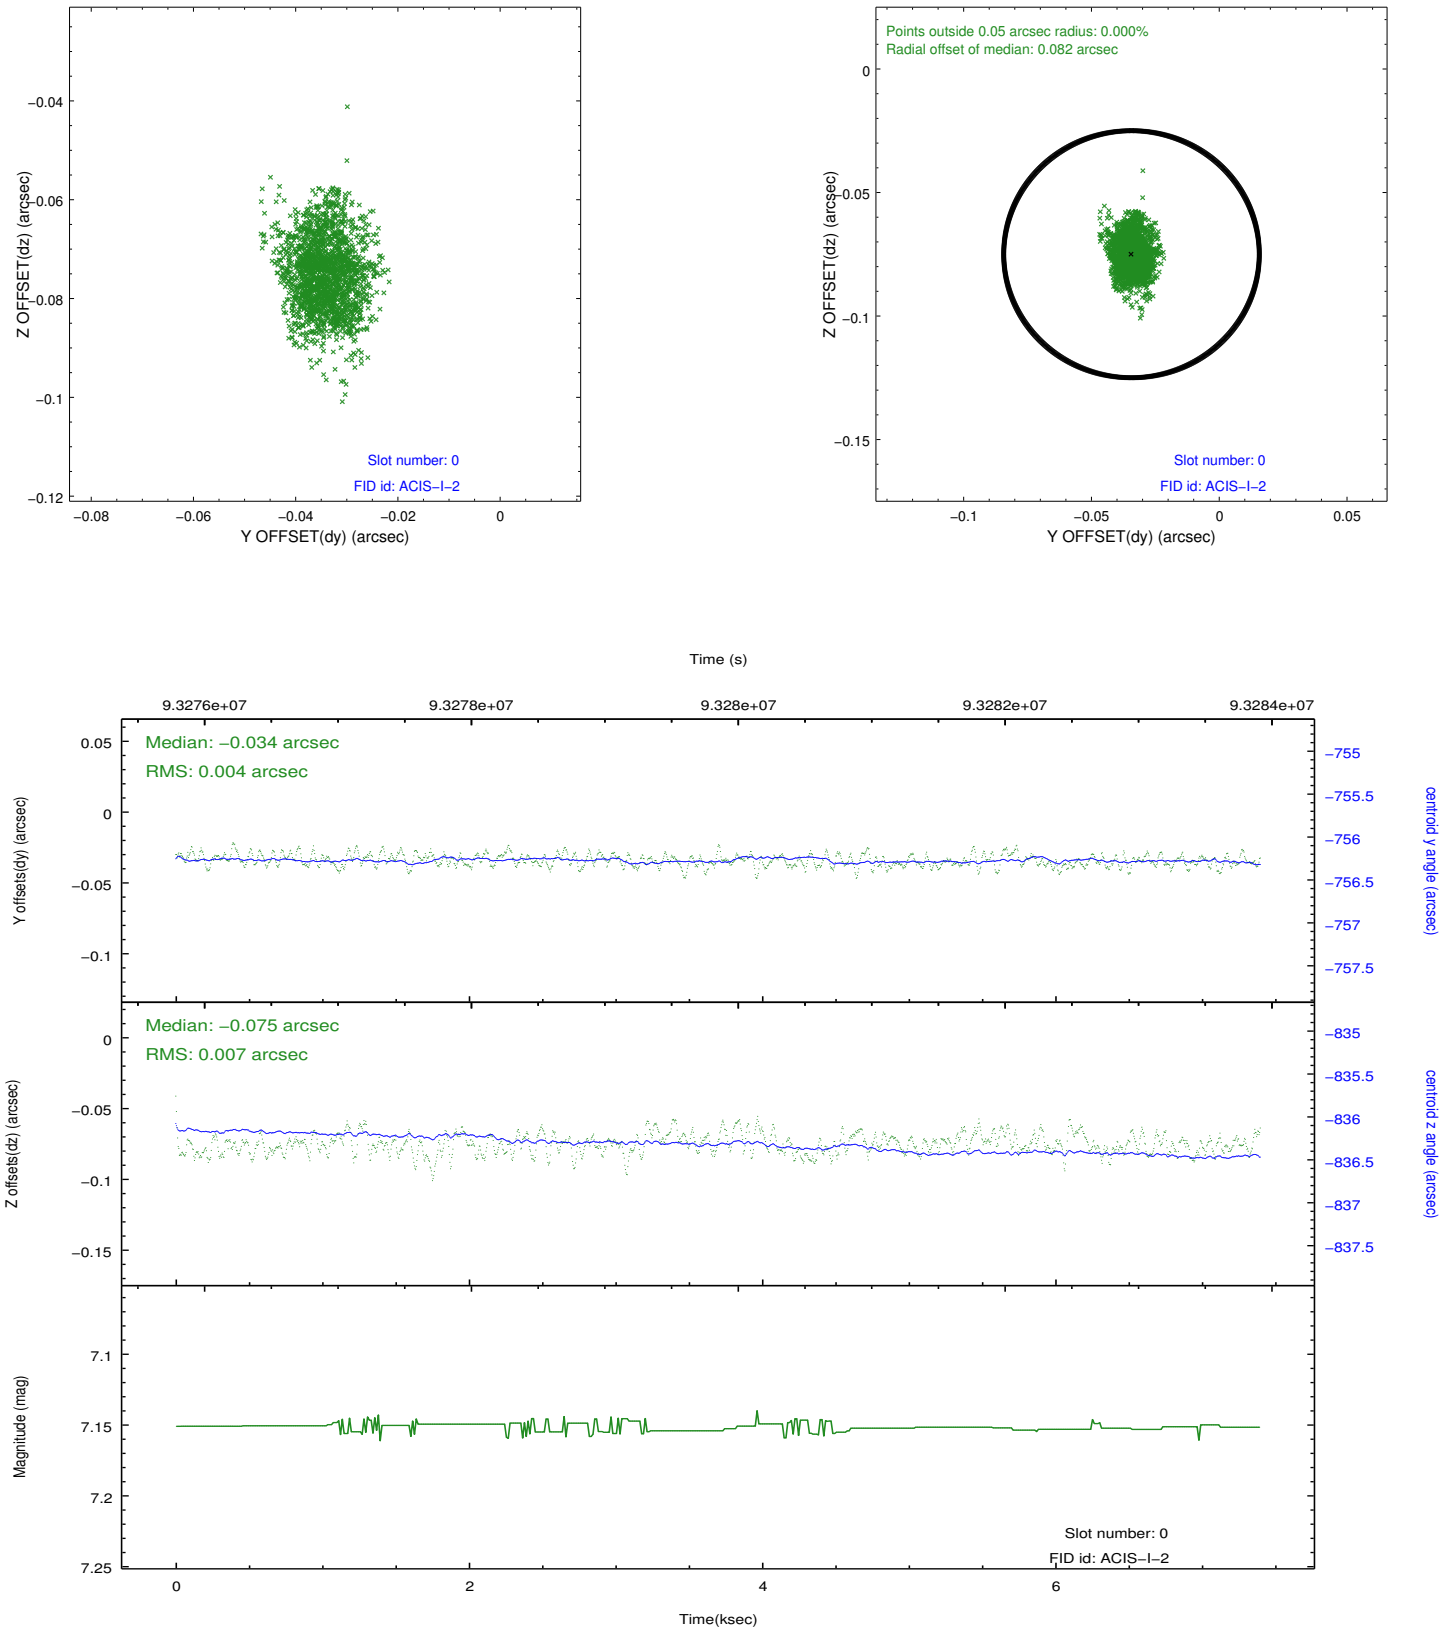 Points outside 0.05 arcsec radius: 0.000%
Radial offset of median: 0.082 arcsec
−0.04
−0.06
−0.08
−0.1
−0.12
Z OFFSET(dz) (arcsec)
Slot number: 0
FID id: ACIS−I−2
−0.08 −0.06 −0.04 −0.02 0
Y OFFSET(dy) (arcsec)
0
−0.05
−0.1
−0.15
Z OFFSET(dz) (arcsec)
Slot number: 0
FID id: ACIS−I−2
−0.1 −0.05 0 0.05
Y OFFSET(dy) (arcsec)
Time (s)
9.3276e+07 9.3278e+07 9.328e+07 9.3282e+07 9.3284e+07
Median: −0.034 arcsec
RMS: 0.004 arcsec
0.05
0
−0.05
−0.1
Y offsets(dy) (arcsec)
−755
−755.5
−756
−756.5
−757
−757.5
centroid y angle (arcsec)
Median: −0.075 arcsec
RMS: 0.007 arcsec
0
−0.05
−0.1
−0.15
Z offsets(dz) (arcsec)
−835
−835.5
−836
−836.5
−837
−837.5
centroid z angle (arcsec)
7.1
7.15
7.2
7.25
Magnitude (mag)
Slot number: 0
FID id: ACIS−I−2
0 2 4 6
Time(ksec)